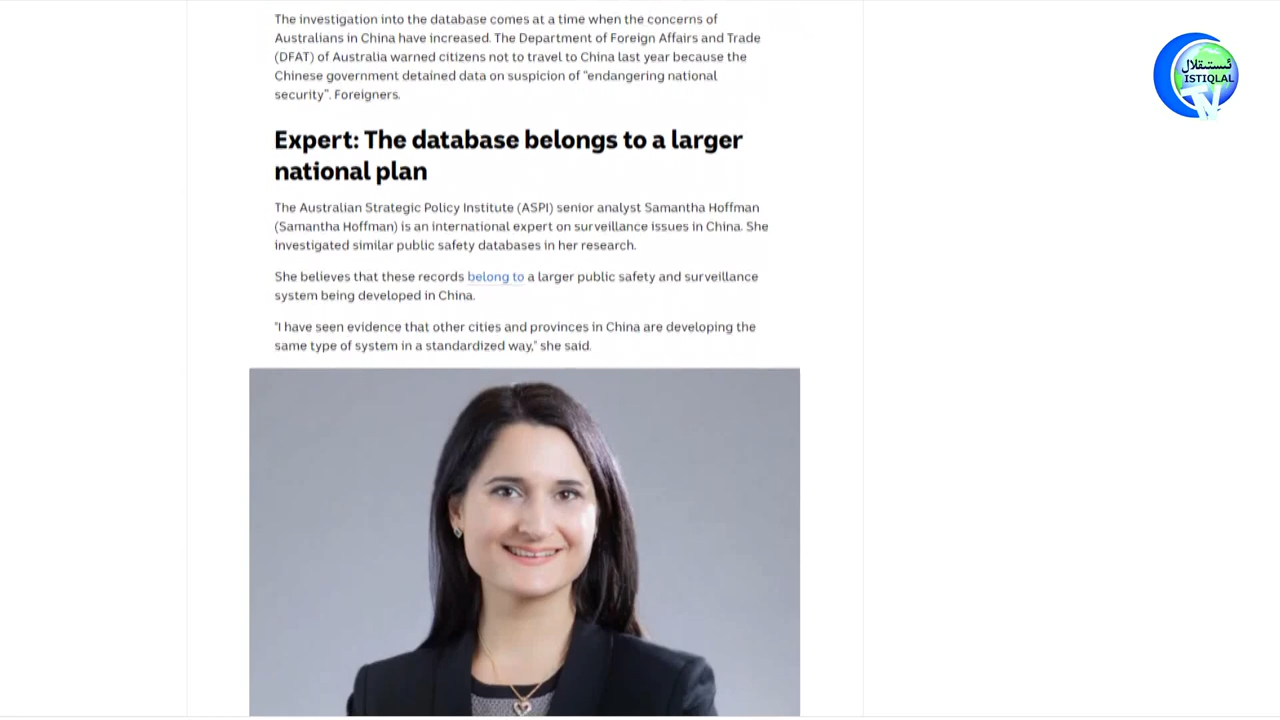 The investigation into the database comes at a time when the concerns of
Australians in China have increased. The Department of Foreign Affairs and Trade
(DFAT) of Australia warned citizens not to travel to China last year because the
Chinese government detained data on suspicion of "endangering national
security". Foreigners.
Expert: The database belongs to a larger
national plan
The Australian Strategic Policy Institute (ASPI) senior analyst Samantha Hoffman
(Samantha Hoffman) is an international expert on surveillance issues in China. She
investigated similar public safety databases in her research.
She believes that these records belong to a larger public safety and surveillance
system being developed in China.
"I have seen evidence that other cities and provinces in China are developing the
same type of system in a standardized way," she said.
ئىستىقلال
ISTIQLAL
TV